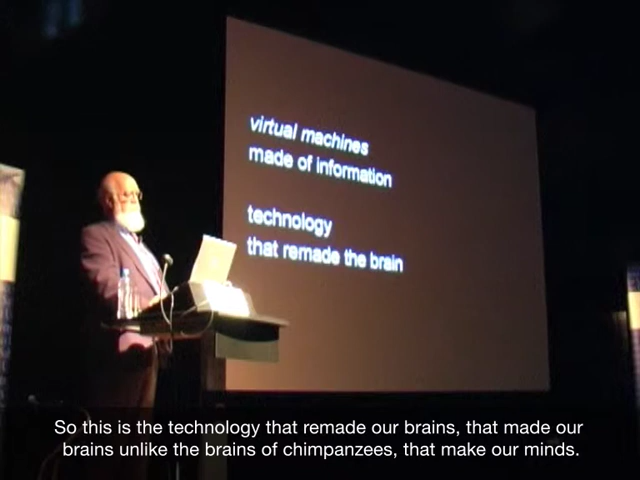 virtual machines
made of information
technology
that remade the brain
So this is the technology that remade our brains, that made our
brains unlike the brains of chimpanzees, that make our minds.